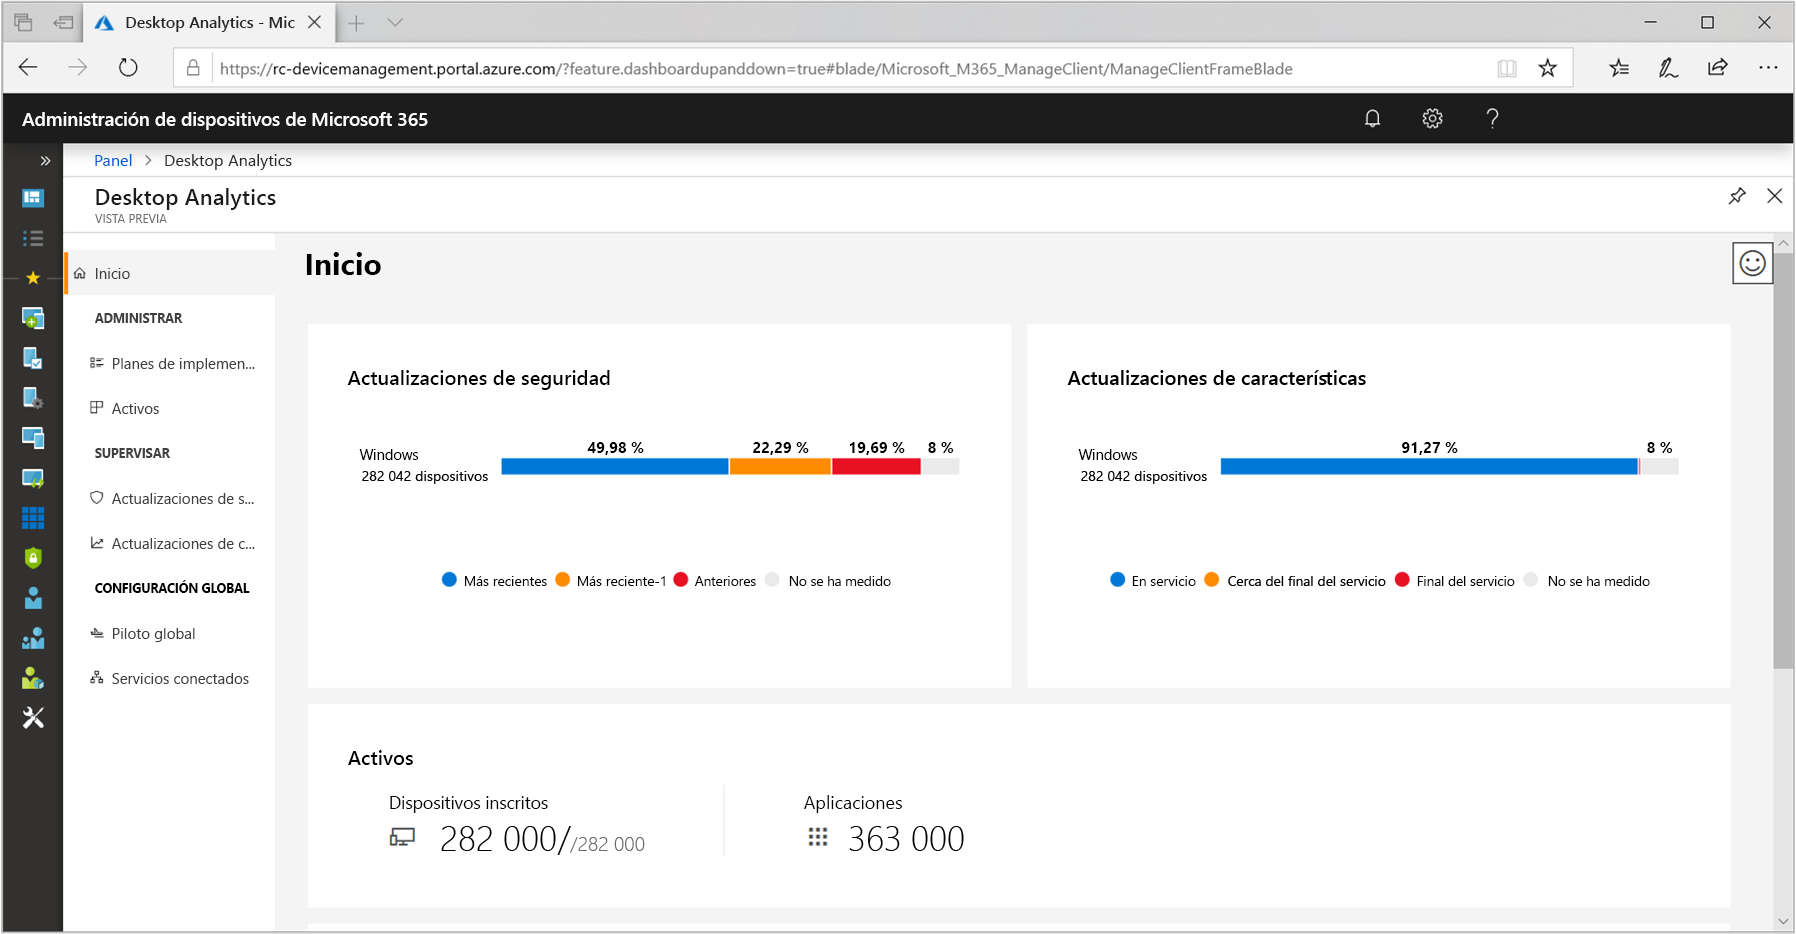 Desktop Analytics - Mic
https://rc-devicemanagement.portal.azure.com/?feature.dashboardupanddown=true#blade/Microsoft_M365_ManageClient/ManageClientFrameBlade
Administración de dispositivos de Microsoft 365
Panel > Desktop Analytics
Desktop Analytics
VISTA PREVIA
Inicio
ADMINISTRAR
Planes de implemen...
Activos
SUPERVISAR
Actualizaciones de s...
Actualizaciones de c...
CONFIGURACIÓN GLOBAL
Piloto global
Servicios conectados
Inicio
Actualizaciones de seguridad
49,98 % 22,29 % 19,69 % 8 %
Windows
282 042 dispositivos
Más recientes Más reciente-1 Anteriores No se ha medido
Actualizaciones de características
91,27 % 8 %
Windows
282 042 dispositivos
En servicio Cerca del final del servicio Final del servicio No se ha medido
Activos
Dispositivos inscritos
282 000//282 000
Aplicaciones
363 000